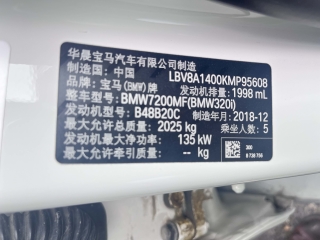 华晨宝马汽车有限公司制造
制造国: 中国 LBV8A1400KMP95608
品牌: 宝马(BMW) 发动机排量: 1998 mL
整车型号: BMW7200MF(BMW320i)
发动机型号: B48B20C 制造年月: 2018-12
最大允许总质量: 2025 kg 乘坐人数: 5
发动机最大净功率: 135 kW
最大允许牵引质量: -- kg